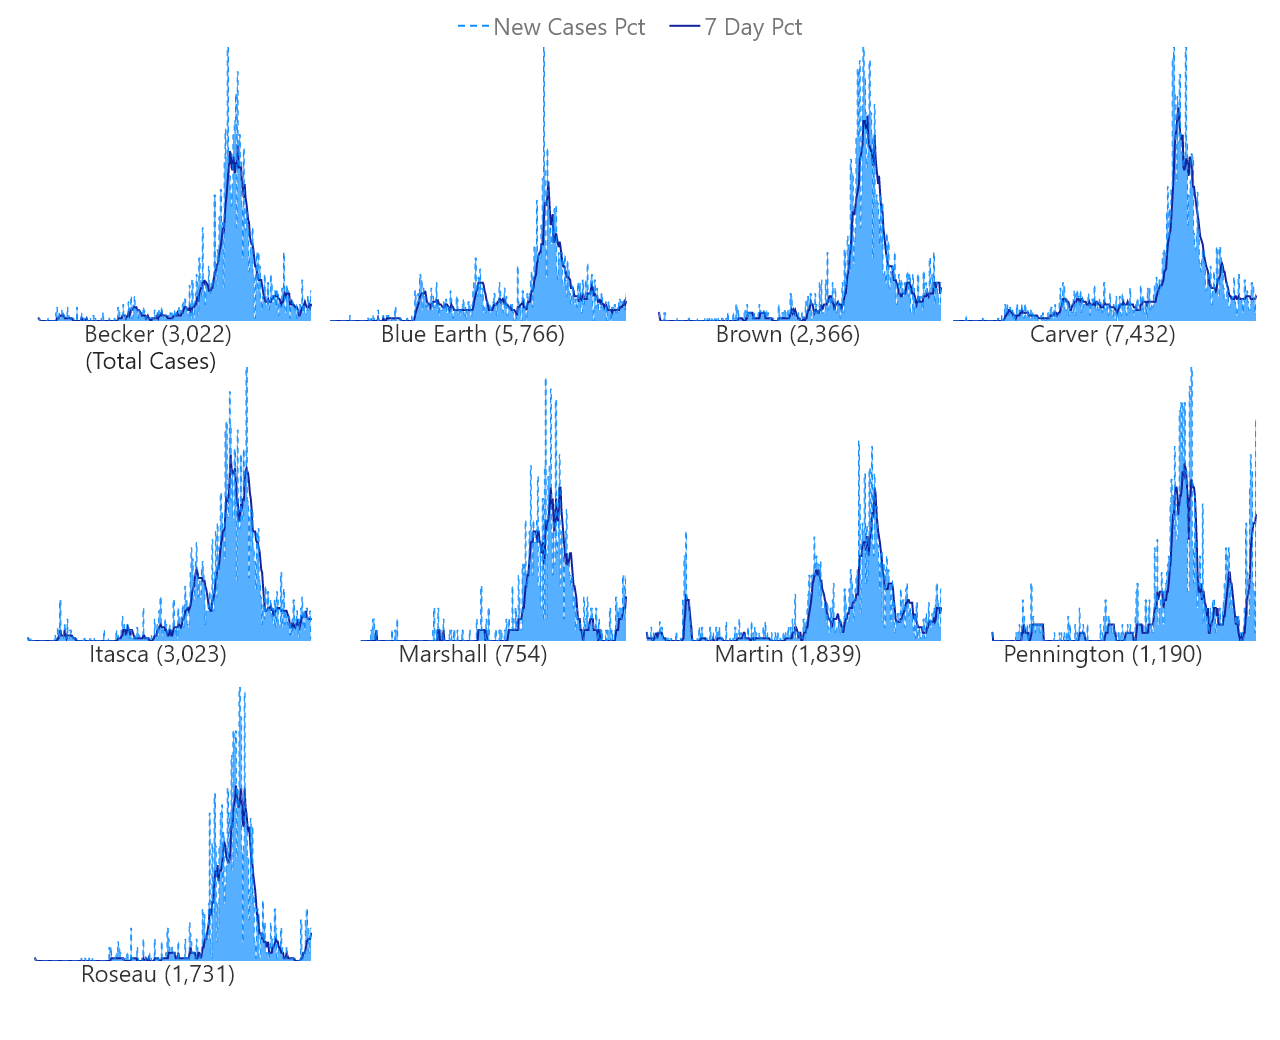 New Cases Pct 7 Day Pct
Becker (3,022) Blue Earth (5,766) Brown (2,366) Carver (7,432)
(Total Cases)
Itasca (3,023) Marshall (754) Martin (1,839) Pennington (1,190)
Roseau (1,731)